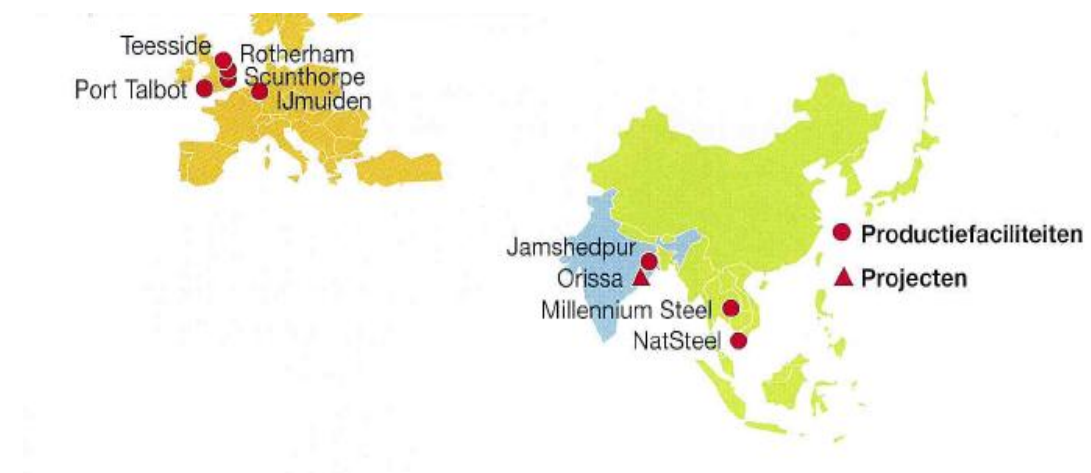 Teesside
Rotherham
Scunthorpe
Port Talbot
IJmuiden
Jamshedpur
Productiefaciliteiten
Orissa
Projecten
Millennium Steel
NatSteel